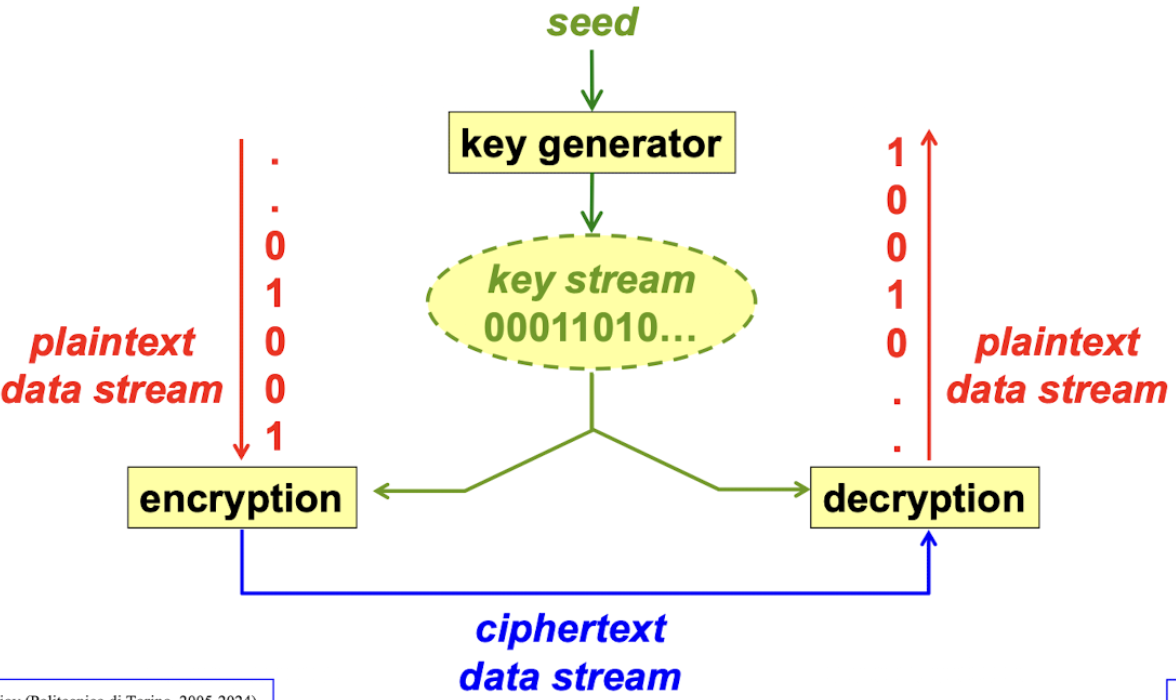 seed
key generator
key stream
00011010...
.
.
0
1
0
0
1
plaintext
data stream
1
0
0
1
0
.
.
plaintext
data stream
encryption
decryption
ciphertext
data stream
(Politecnico di Torino, 2005-2024)